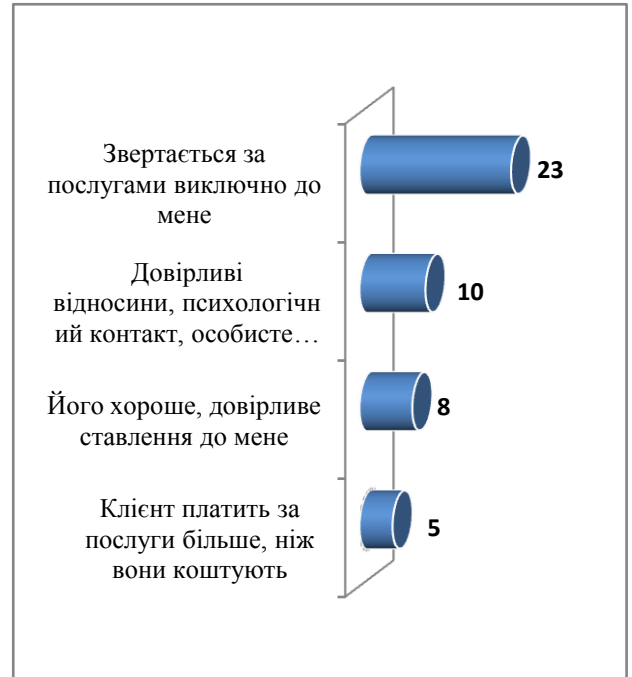 Звертається за
послугами виключно до
мене
23
Довірливі
відносини, психологічн
ий контакт, особисте…
10
Його хороше, довірливе
ставлення до мене
8
Клієнт платить за
послуги більше, ніж
вони коштують
5